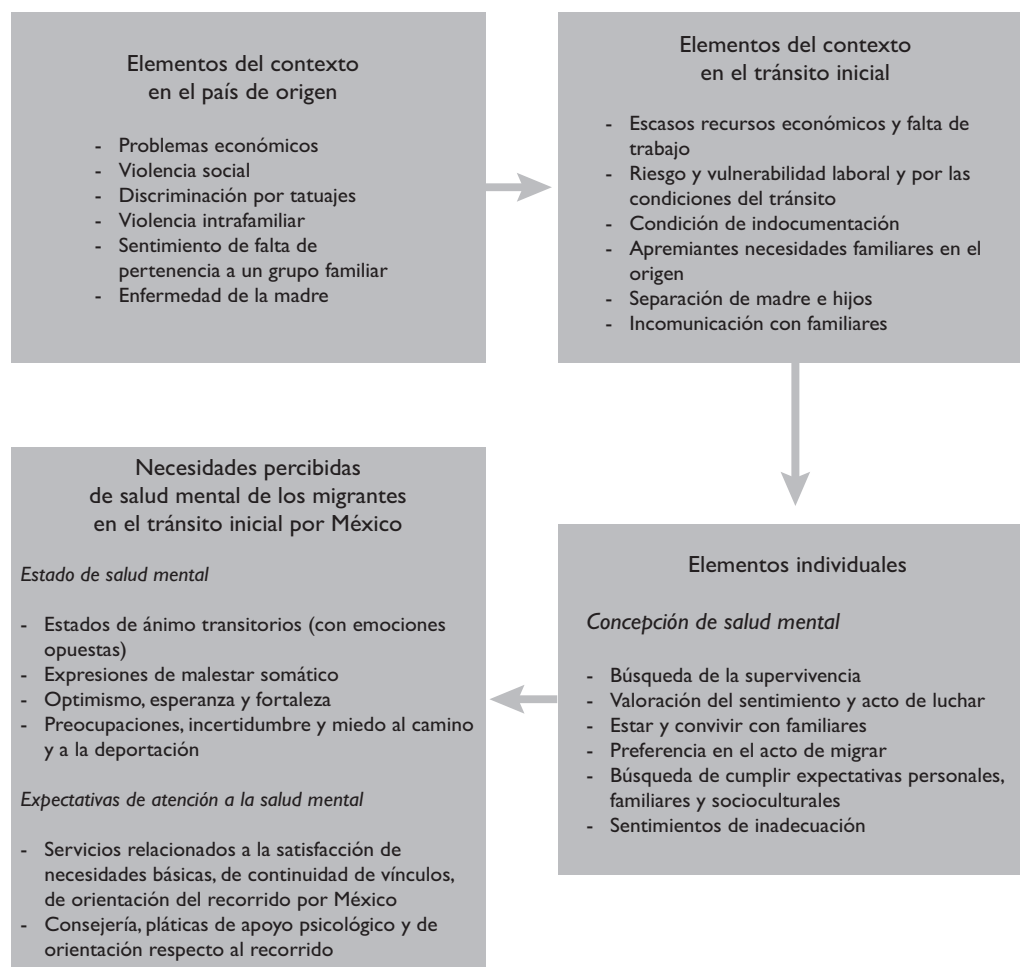 Elementos del contexto
en el país de origen
- Problemas económicos
- Violencia social
- Discriminación por tatuajes
- Violencia intrafamiliar
- Sentimiento de falta de
pertenencia a un grupo familiar
- Enfermedad de la madre
Elementos del contexto
en el tránsito inicial
- Escasos recursos económicos y falta de
trabajo
- Riesgo y vulnerabilidad laboral y por las
condiciones del tránsito
- Condición de indocumentación
- Apremiantes necesidades familiares en el
origen
- Separación de madre e hijos
- Incomunicación con familiares
Elementos individuales
Concepción de salud mental
- Búsqueda de la supervivencia
- Valoración del sentimiento y acto de luchar
- Estar y convivir con familiares
- Preferencia en el acto de migrar
- Búsqueda de cumplir expectativas personales,
familiares y socioculturales
- Sentimientos de inadecuación
Necesidades percibidas
de salud mental de los migrantes
en el tránsito inicial por México
Estado de salud mental
- Estados de ánimo transitorios (con emociones
opuestas)
- Expresiones de malestar somático
- Optimismo, esperanza y fortaleza
- Preocupaciones, incertidumbre y miedo al camino
y a la deportación
Expectativas de atención a la salud mental
- Servicios relacionados a la satisfacción de
necesidades básicas, de continuidad de vínculos,
de orientación del recorrido por México
- Consejería, pláticas de apoyo psicológico y de
orientación respecto al recorrido